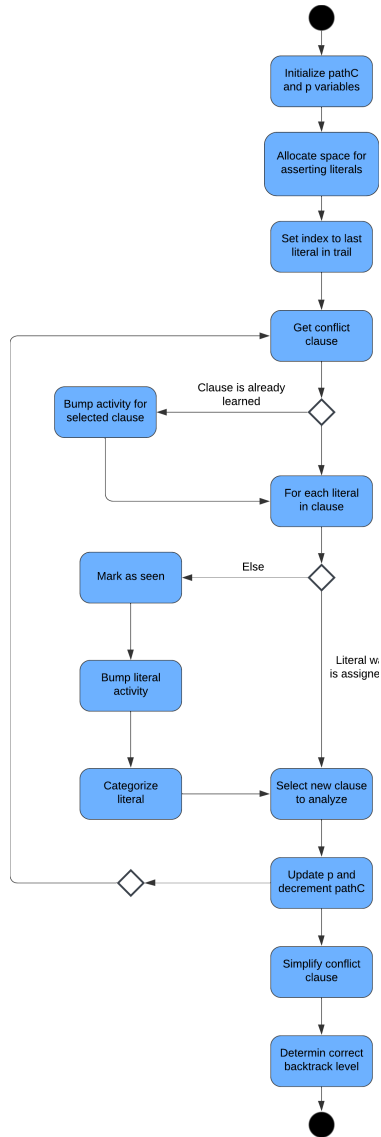 Initialize pathC
and p variables
Allocate space for
asserting literals
Set index to last
literal in trail
Get conflict
clause
Clause is already
learned
Bump activity for
selected clause
For each literal
in clause
Else
Mark as seen
Bump literal
activity
Literal
is
Categorize
literal
Select new clause
to analyze
Update p and
decrement pathC
Simplify conflict
clause
Determin correct
backtrack level